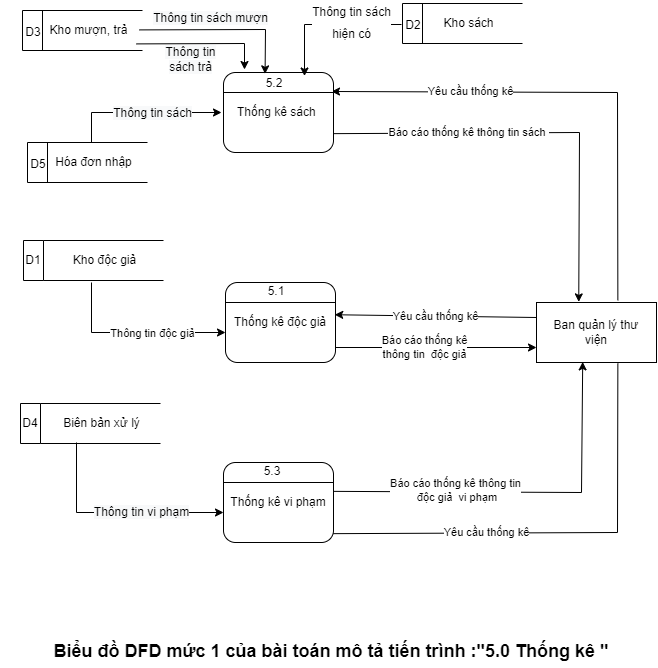 Thông tin sách mượn
Thông tin sách
hiện có
D3
Kho mượn, trả
D2
Kho sách
Thông tin
sách trả
5.2
Thống kê sách
Yêu cầu thống kê
Thông tin sách
Báo cáo thống kê thông tin sách
D5
Hóa đơn nhập
D1
Kho độc giả
5.1
Thống kê độc giả
Yêu cầu thống kê
Thông tin độc giả
Báo cáo thống kê
thông tin độc giả
Ban quản lý thư
viện
D4
Biên bản xử lý
5.3
Thống kê vi phạm
Báo cáo thống kê thông tin
độc giả vi phạm
Thông tin vi phạm
Yêu cầu thống kê
Biểu đồ DFD mức 1 của bài toán mô tả tiến trình :"5.0 Thống kê "